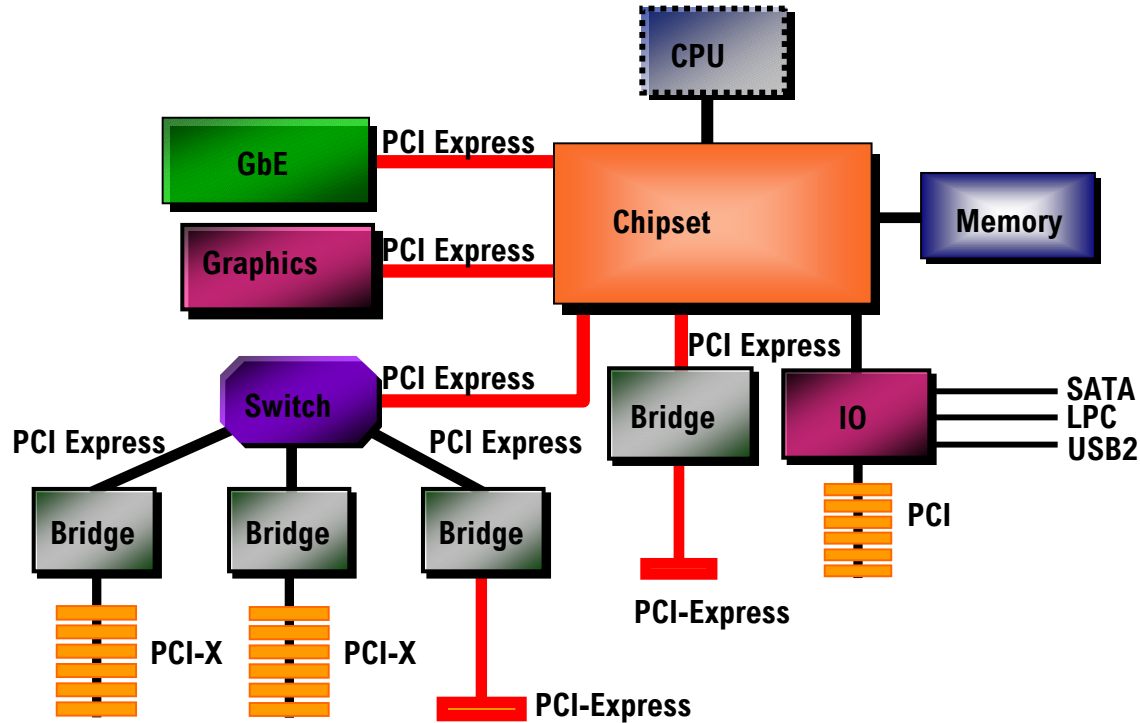 CPU
PCI Express
GbE
Chipset
Memory
PCI Express
Graphics
PCI Express
PCI Express
Switch
Bridge
IO
SATA
LPC
USB2
PCI Express
PCI Express
Bridge
Bridge
Bridge
PCI
PCI-Express
PCI-X
PCI-X
PCI-Express